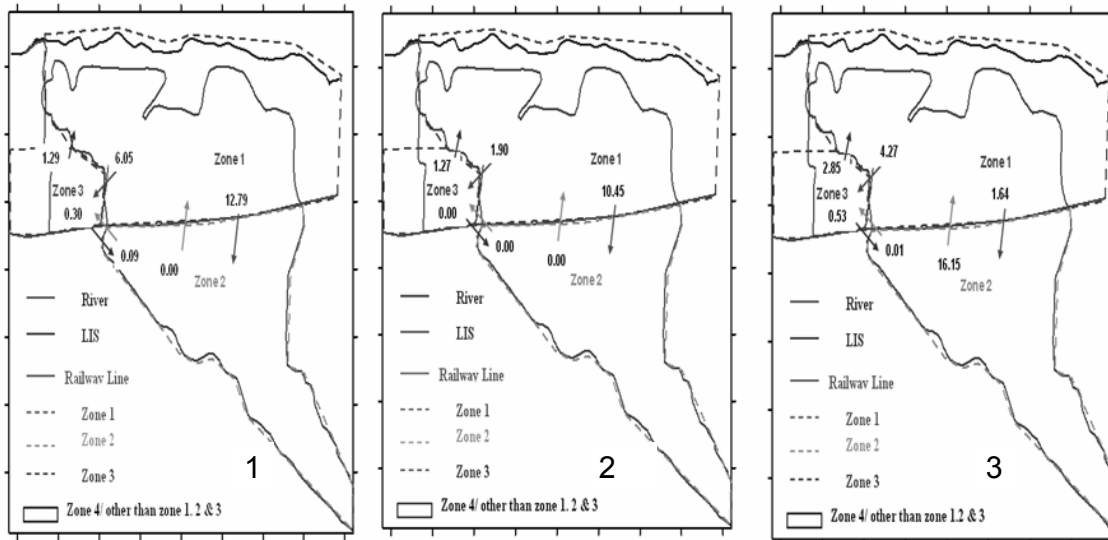 1.29
6.05
Zone 1
Zone 3
0.30
12.79
0.09
0.00
Zone 2
River
LIS
Railway Line
Zone 1
Zone 2
Zone 3
1
Zone 4/ other than zone 1. 2 & 3
1.27
1.90
Zone 1
Zone 3
0.00
10.45
0.00
0.00
Zone 2
River
LIS
Railway Line
Zone 1
Zone 2
Zone 3
2
Zone 4/ other than zone 1. 2 & 3
2.85
4.27
Zone 1
Zone 3
0.53
1.64
0.01
16.15
Zone 2
River
LIS
Railway Line
Zone 1
Zone 2
Zone 3
3
Zone 4/ other than zone 1.2 & 3